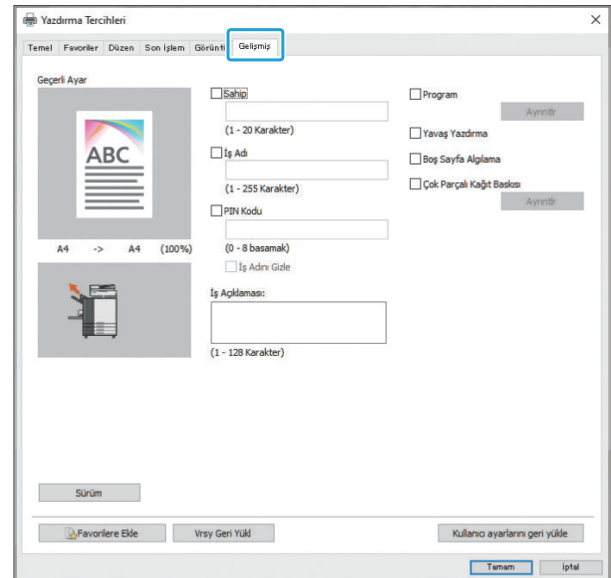 Yazdırma Tercihleri
Temel Favoriler Düzen Son işlem Görüntü Gelişmiş
Geçerli Ayar
ABC
A4 -> A4 (100%)
Sahip
(1 - 20 Karakter)
İş Adı
(1 - 255 Karakter)
PIN Kodu
(0 - 8 basamak)
İş Adını Gizle
İş Açıklaması:
(1 - 128 Karakter)
Program
Ayrıntılr
Yavaş Yazdırma
Boş Sayfa Algılama
Çok Parçalı Kağıt Baskısı
Ayrıntılr
Sürüm
Favorilere Ekle Vrsy Geri Yükl Kullanıcı ayarlarını geri yükle
Tamam İptal